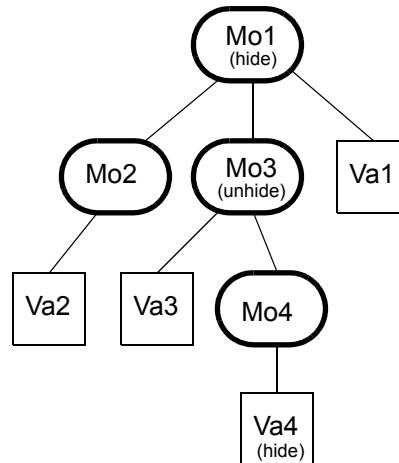 Mo1
(hide)
Mo2
Mo3
(unhide)
Va1
Va2
Va3
Mo4
Va4
(hide)